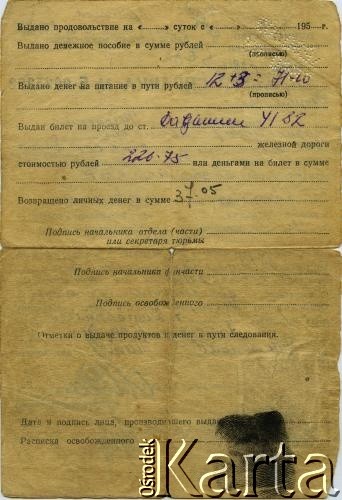 Выдано продовольствие на «......» суток с «......» .................... 195... г.
Выдано денежное пособие в сумме рублей
(прописью)
Выдано денег на питание в пути рублей 12 + 3 = 71-00
(прописью)
Выдан билет на проезд до ст.
железной дороги
стоимостью рублей 226-75 или деньгами на билет в сумме
Возвращено личных денег в сумме 37 05
Подпись начальника отдела (части)
или секретаря тюрьмы
Подпись начальника финчасти
Подпись освобожденного
Отметки о выдаче продуктов и денег в пути следования.
Дата и подпись лица, производившего выдачу
Расписка освобожденного
Ośrodek
Karta